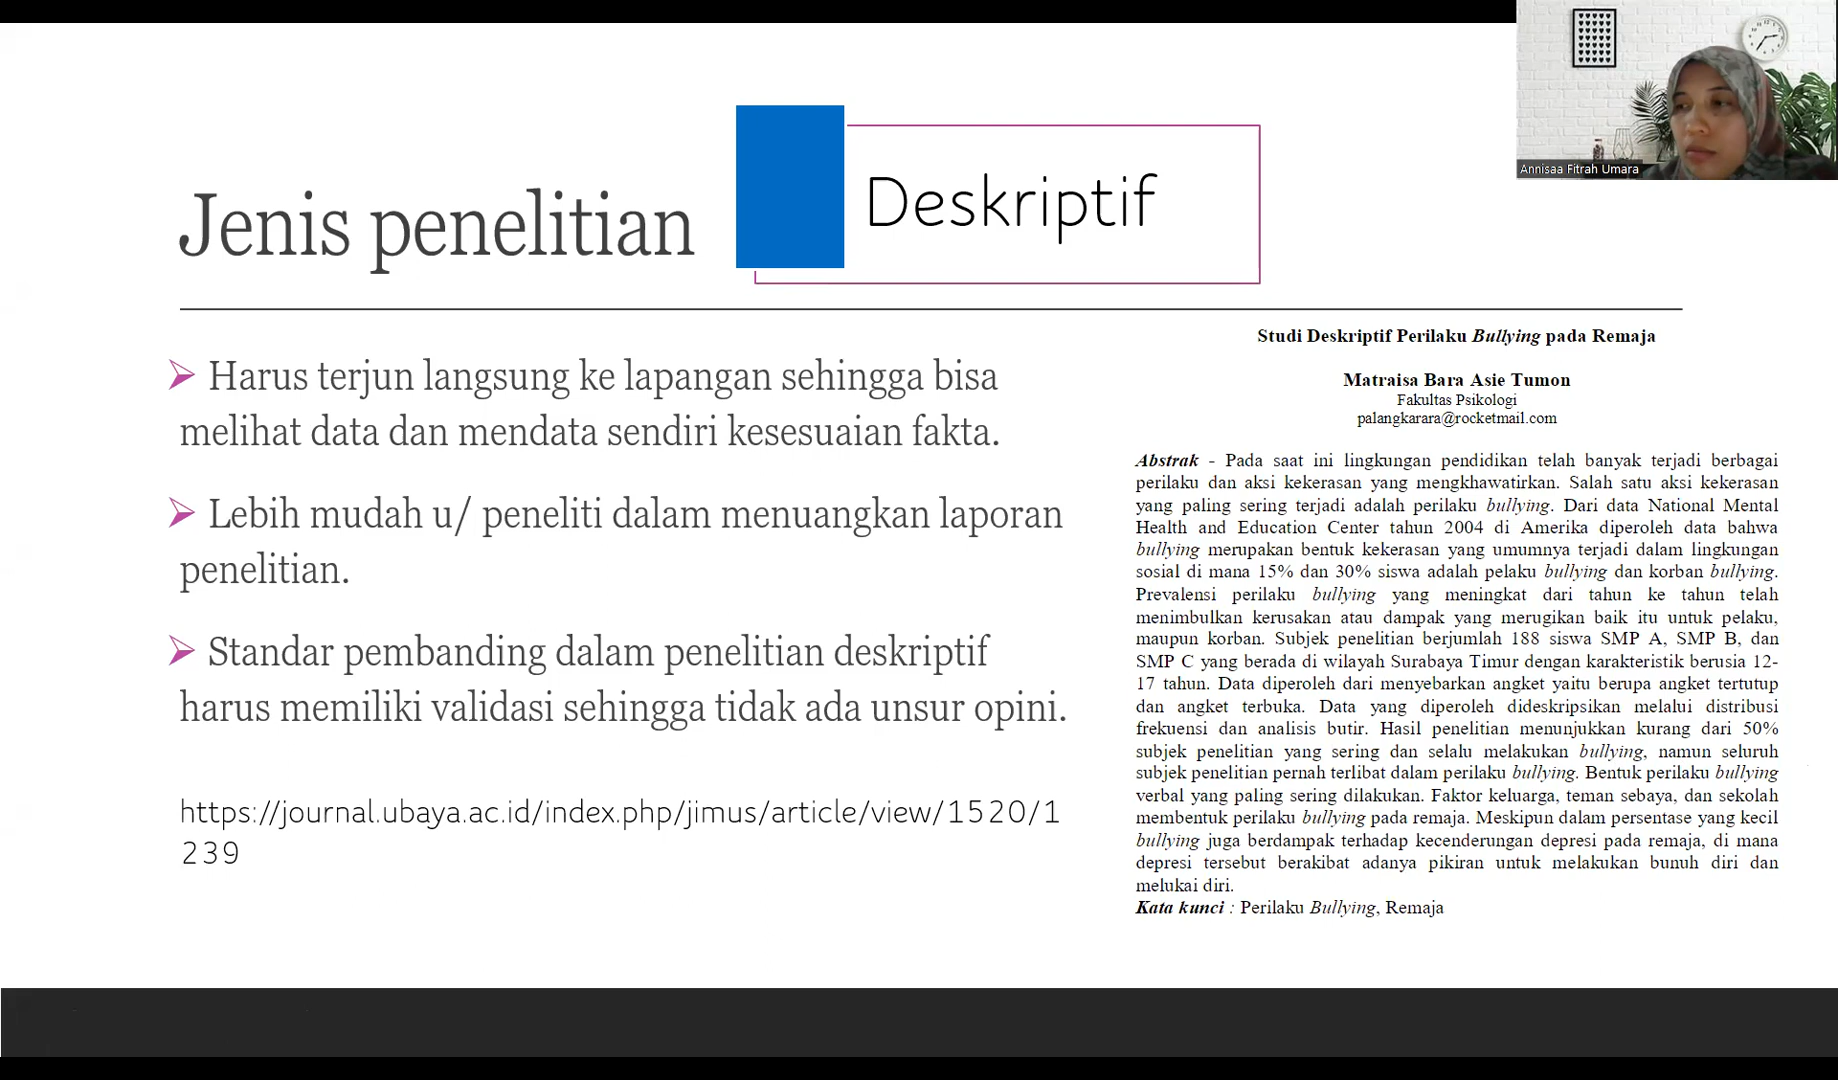 Jenis penelitian
Deskriptif
Annisaa Fitrah Umara
Harus terjun langsung ke lapangan sehingga bisa
melihat data dan mendata sendiri kesesuaian fakta.
Lebih mudah u/ peneliti dalam menuangkan laporan
penelitian.
Standar pembanding dalam penelitian deskriptif
harus memiliki validasi sehingga tidak ada unsur opini.
https://journal.ubaya.ac.id/index.php/jimus/article/view/1520/1
239
Studi Deskriptif Perilaku Bullying pada Remaja
Matraisa Bara Asie Tumon
Fakultas Psikologi
palangkarara@rocketmail.com
Abstrak - Pada saat ini lingkungan pendidikan telah banyak terjadi berbagai
perilaku dan aksi kekerasan yang mengkhawatirkan. Salah satu aksi kekerasan
yang paling sering terjadi adalah perilaku bullying. Dari data National Mental
Health and Education Center tahun 2004 di Amerika diperoleh data bahwa
bullying merupakan bentuk kekerasan yang umumnya terjadi dalam lingkungan
sosial di mana 15% dan 30% siswa adalah pelaku bullying dan korban bullying.
Prevalensi perilaku bullying yang meningkat dari tahun ke tahun telah
menimbulkan kerusakan atau dampak yang merugikan baik itu untuk pelaku,
maupun korban. Subjek penelitian berjumlah 188 siswa SMP A, SMP B, dan
SMP C yang berada di wilayah Surabaya Timur dengan karakteristik berusia 12-
17 tahun. Data diperoleh dari menyebarkan angket yaitu berupa angket tertutup
dan angket terbuka. Data yang diperoleh dideskripsikan melalui distribusi
frekuensi dan analisis butir. Hasil penelitian menunjukkan kurang dari 50%
subjek penelitian yang sering dan selalu melakukan bullying, namun seluruh
subjek penelitian pernah terlibat dalam perilaku bullying. Bentuk perilaku bullying
verbal yang paling sering dilakukan. Faktor keluarga, teman sebaya, dan sekolah
membentuk perilaku bullying pada remaja. Meskipun dalam persentase yang kecil
bullying juga berdampak terhadap kecenderungan depresi pada remaja, di mana
depresi tersebut berakibat adanya pikiran untuk melakukan bunuh diri dan
melukai diri.
Kata kunci : Perilaku Bullying, Remaja